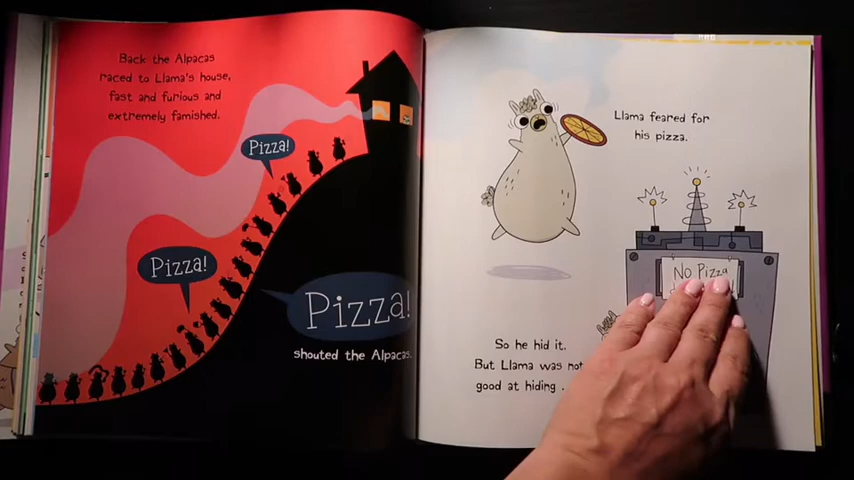 Back the Alpacas
raced to Llama's house,
fast and furious and
extremely famished.
Pizza!
Pizza!
Pizza!
shouted the Alpacas.
Llama feared for
his pizza.
No Pizza
So he hid it.
But Llama was not
good at hiding .